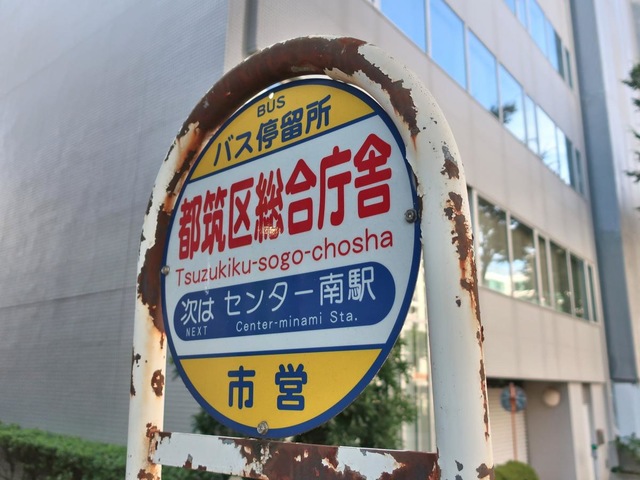 BUS
バス停留所
都筑区総合庁舎
Tsuzukiku-sogo-chosha
次は センター南駅
NEXT Center-minami Sta.
市営